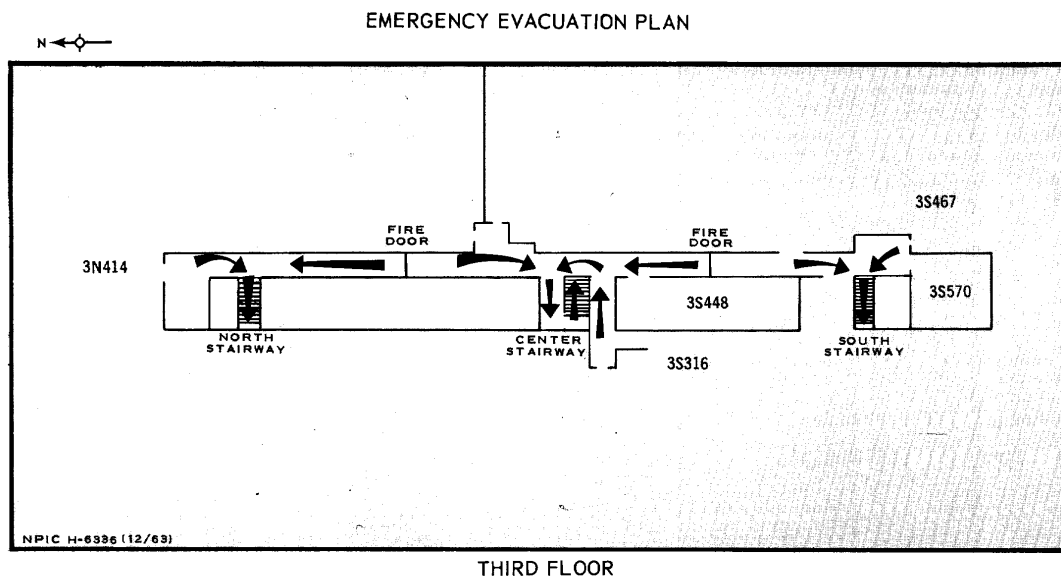 EMERGENCY EVACUATION PLAN
N
FIRE
DOOR
FIRE
DOOR
3S467
3N414
3S448
3S570
NORTH
STAIRWAY
CENTER
STAIRWAY
SOUTH
STAIRWAY
3S316
NPIC H-6336 (12/63)
THIRD FLOOR